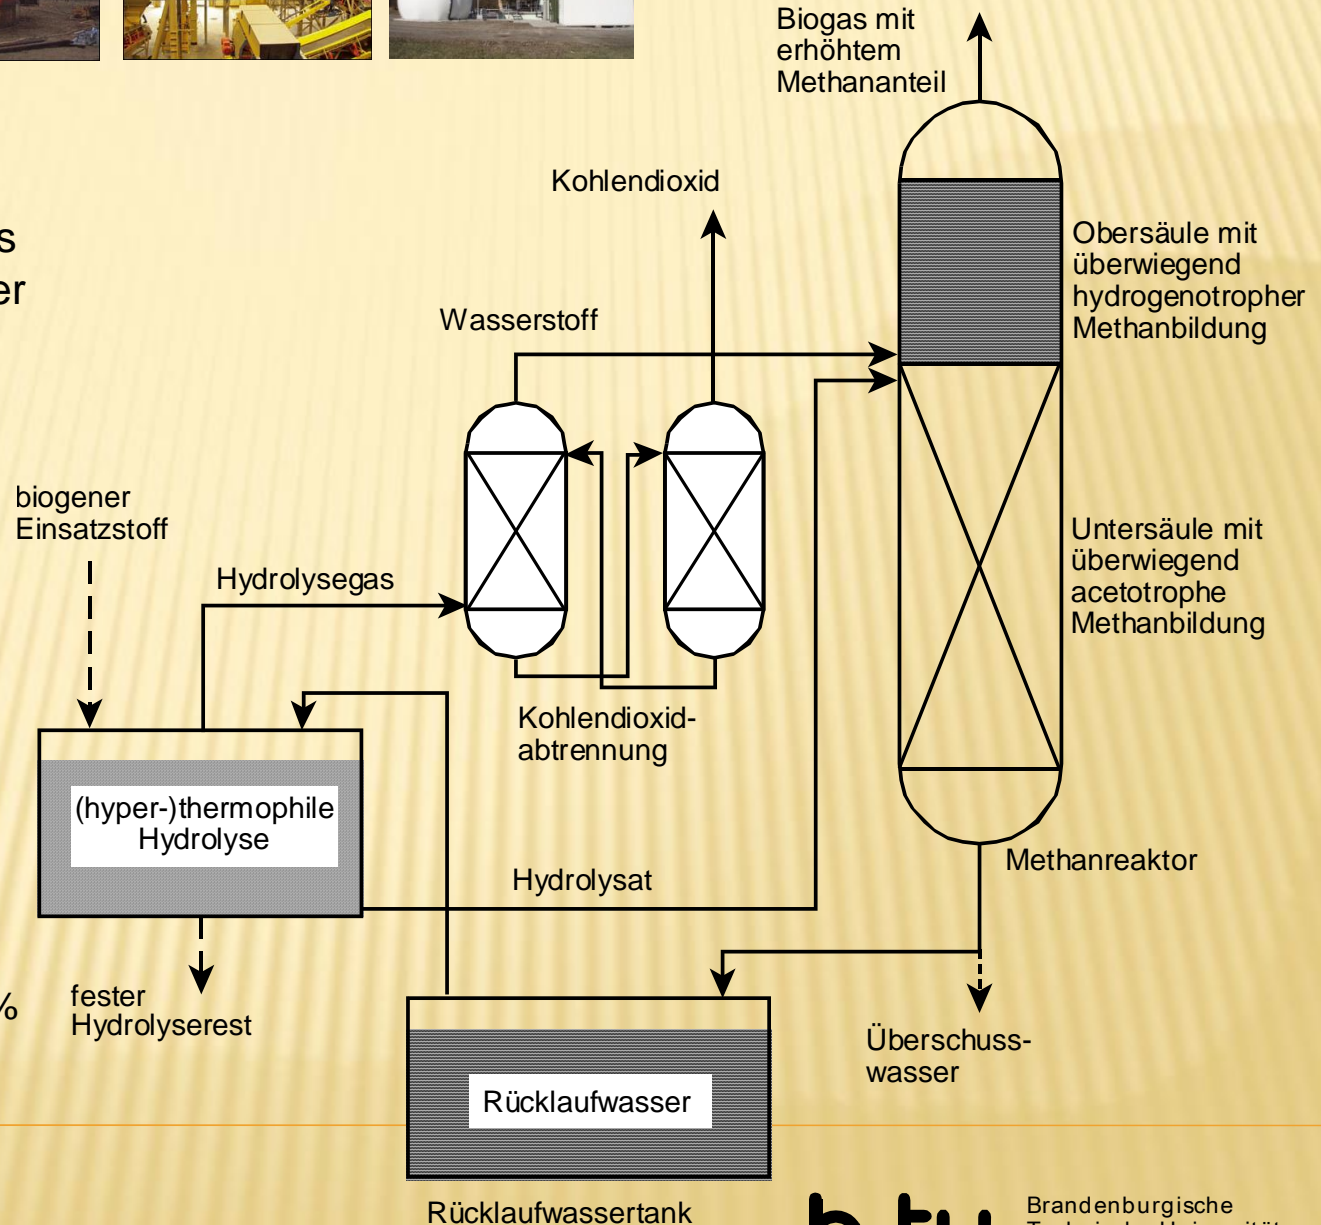 Biogas mit
erhöhtem
Methananteil
Kohlendioxid
Obersäule mit
überwiegend
hydrogenotropher
Methanbildung
Wasserstoff
biogener
Einsatzstoff
Hydrolysegas
Untersäule mit
überwiegend
acetotrophe
Methanbildung
Kohlendioxid-
abtrennung
(hyper-)thermophile
Hydrolyse
Methanreaktor
Hydrolysat
%
fester
Hydrolyserest
Überschuss-
wasser
Rücklaufwasser
Rücklaufwassertank
Brandenburgische